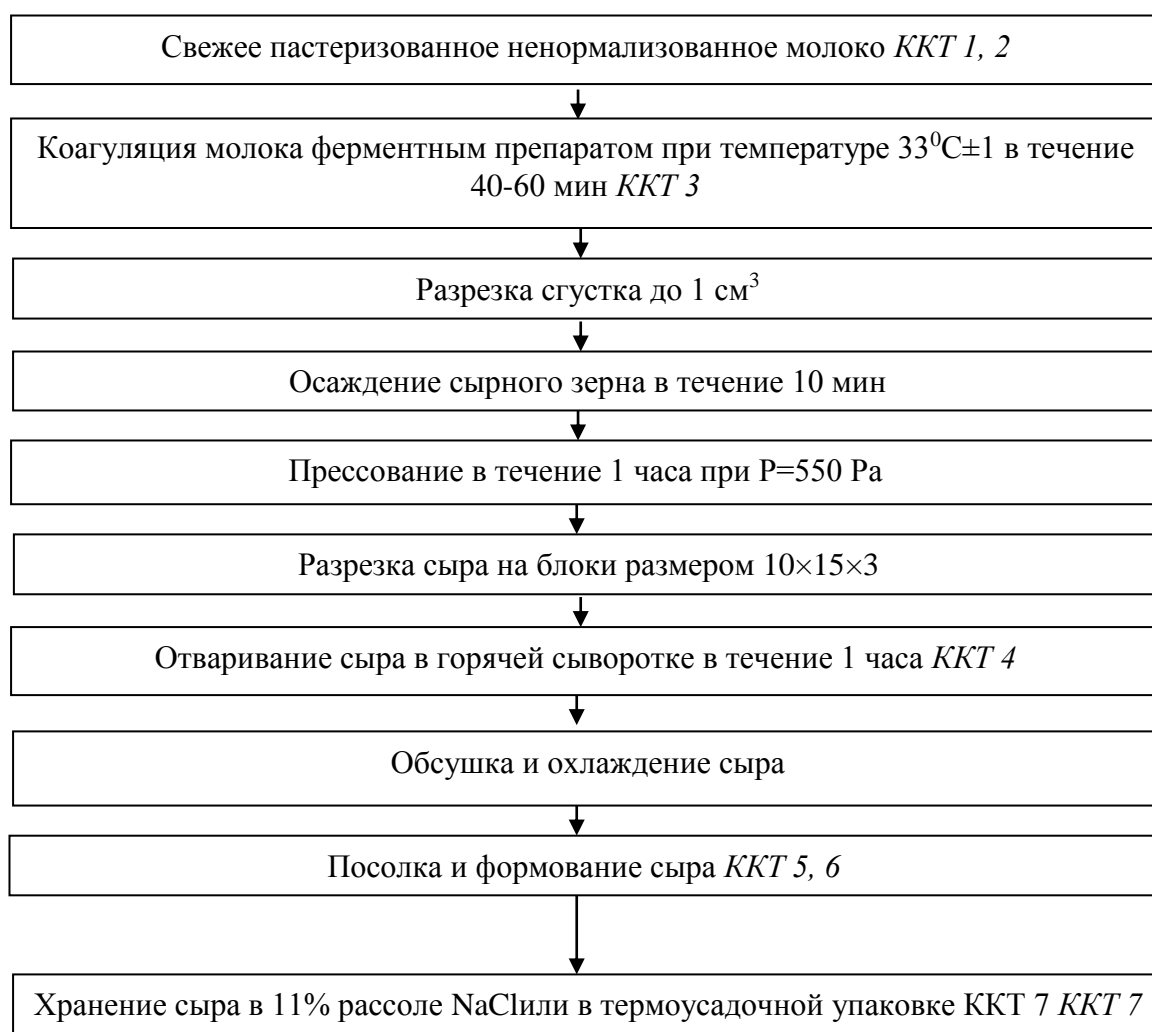 Свежее пастеризованное ненормализованное молоко ККТ 1, 2
Коагуляция молока ферментным препаратом при температуре 33⁰С±1 в течение
40-60 мин ККТ 3
Разрезка сгустка до 1 см³
Осаждение сырного зерна в течение 10 мин
Прессование в течение 1 часа при Р=550 Ра
Разрезка сыра на блоки размером 10×15×3
Отваривание сыра в горячей сыворотке в течение 1 часа ККТ 4
Обсушка и охлаждение сыра
Посолка и формование сыра ККТ 5, 6
Хранение сыра в 11% рассоле NaClили в термоусадочной упаковке ККТ 7 ККТ 7